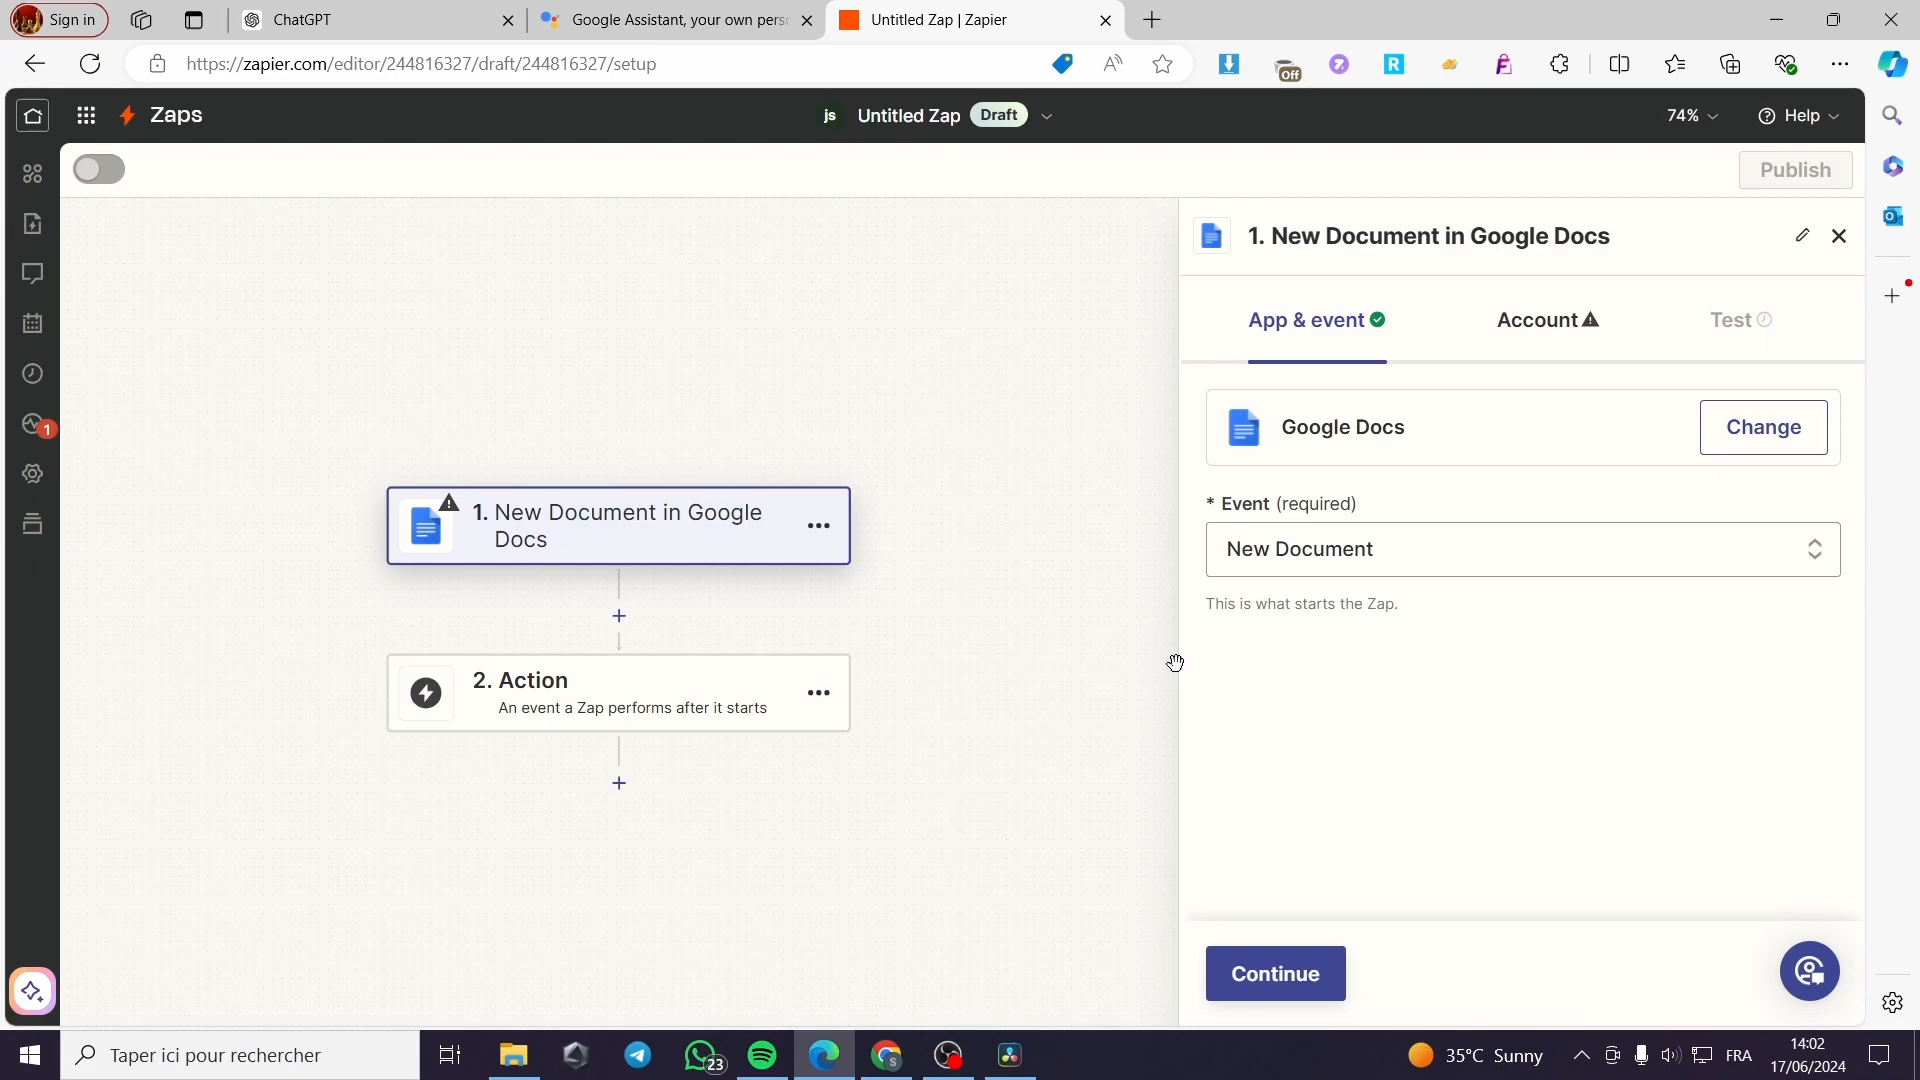 Sign in
ChatGPT
Google Assistant, your own pers
Untitled Zap | Zapier
https://zapier.com/editor/244816327/draft/244816327/setup
Off
Zaps
js
Untitled Zap
Draft
74%
Help
Publish
1. New Document in Google Docs
App & event
Account
Test
Google Docs
Change
* Event (required)
New Document
This is what starts the Zap.
1. New Document in Google
Docs
2. Action
An event a Zap performs after it starts
1
Continue
Taper ici pour rechercher
23
35°C Sunny
FRA
14:02
17/06/2024